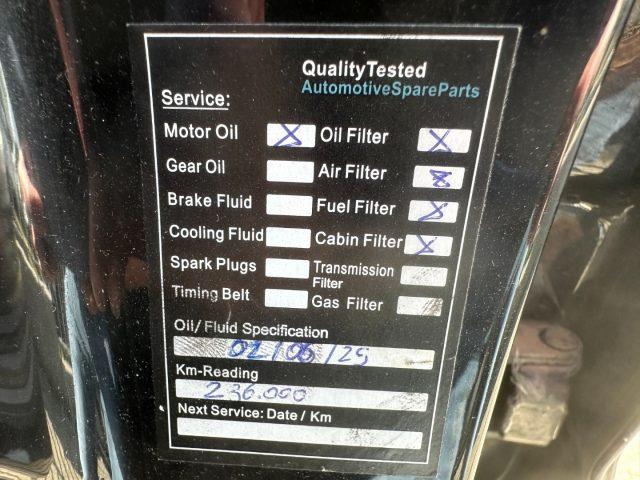 QualityTested
AutomotiveSpareParts
Service:
Motor Oil X Oil Filter X
Gear Oil Air Filter X
Brake Fluid Fuel Filter X
Cooling Fluid Cabin Filter X
Spark Plugs Transmission Filter
Timing Belt Gas Filter
Oil/Fluid Specification
02/06/25
Km-Reading
236.000
Next Service: Date / Km